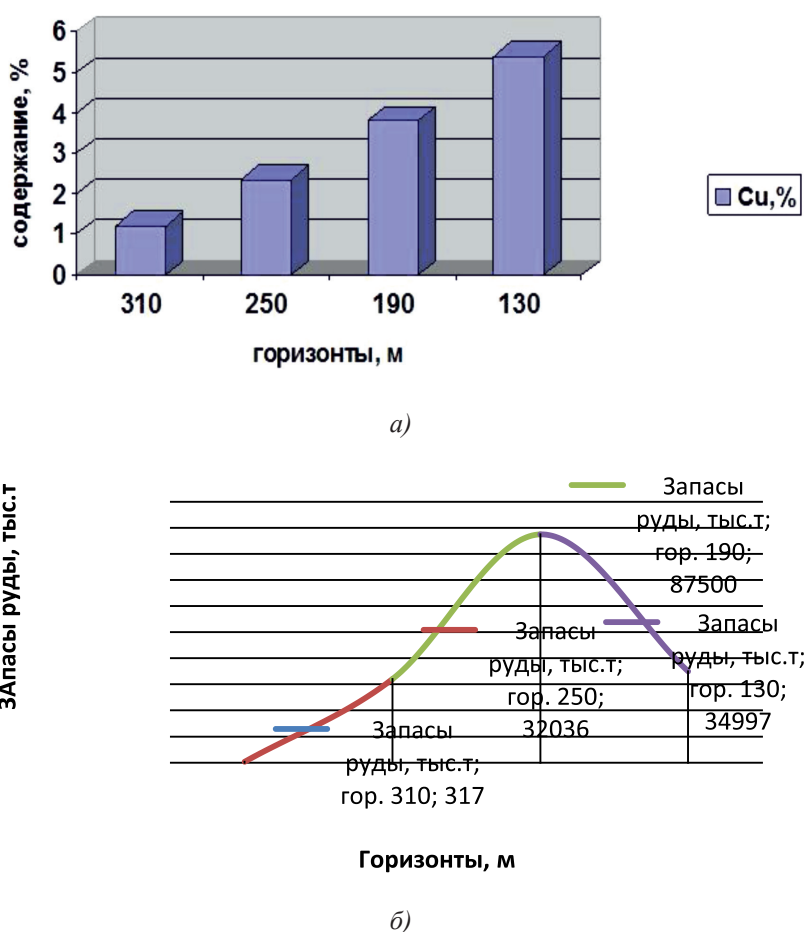 содержание, %
6
5
4
3
2
1
0
310 250 190 130
горизонты, м
Cu,%
а)
ЗАпасы руды, тыс.т
Запасы
руды, тыс.т;
гор. 190;
87500
Запасы
руды, тыс.т;
гор. 130;
34997
Запасы
руды, тыс.т;
гор. 250;
32036
Запасы
руды, тыс.т;
гор. 310; 317
Горизонты, м
б)